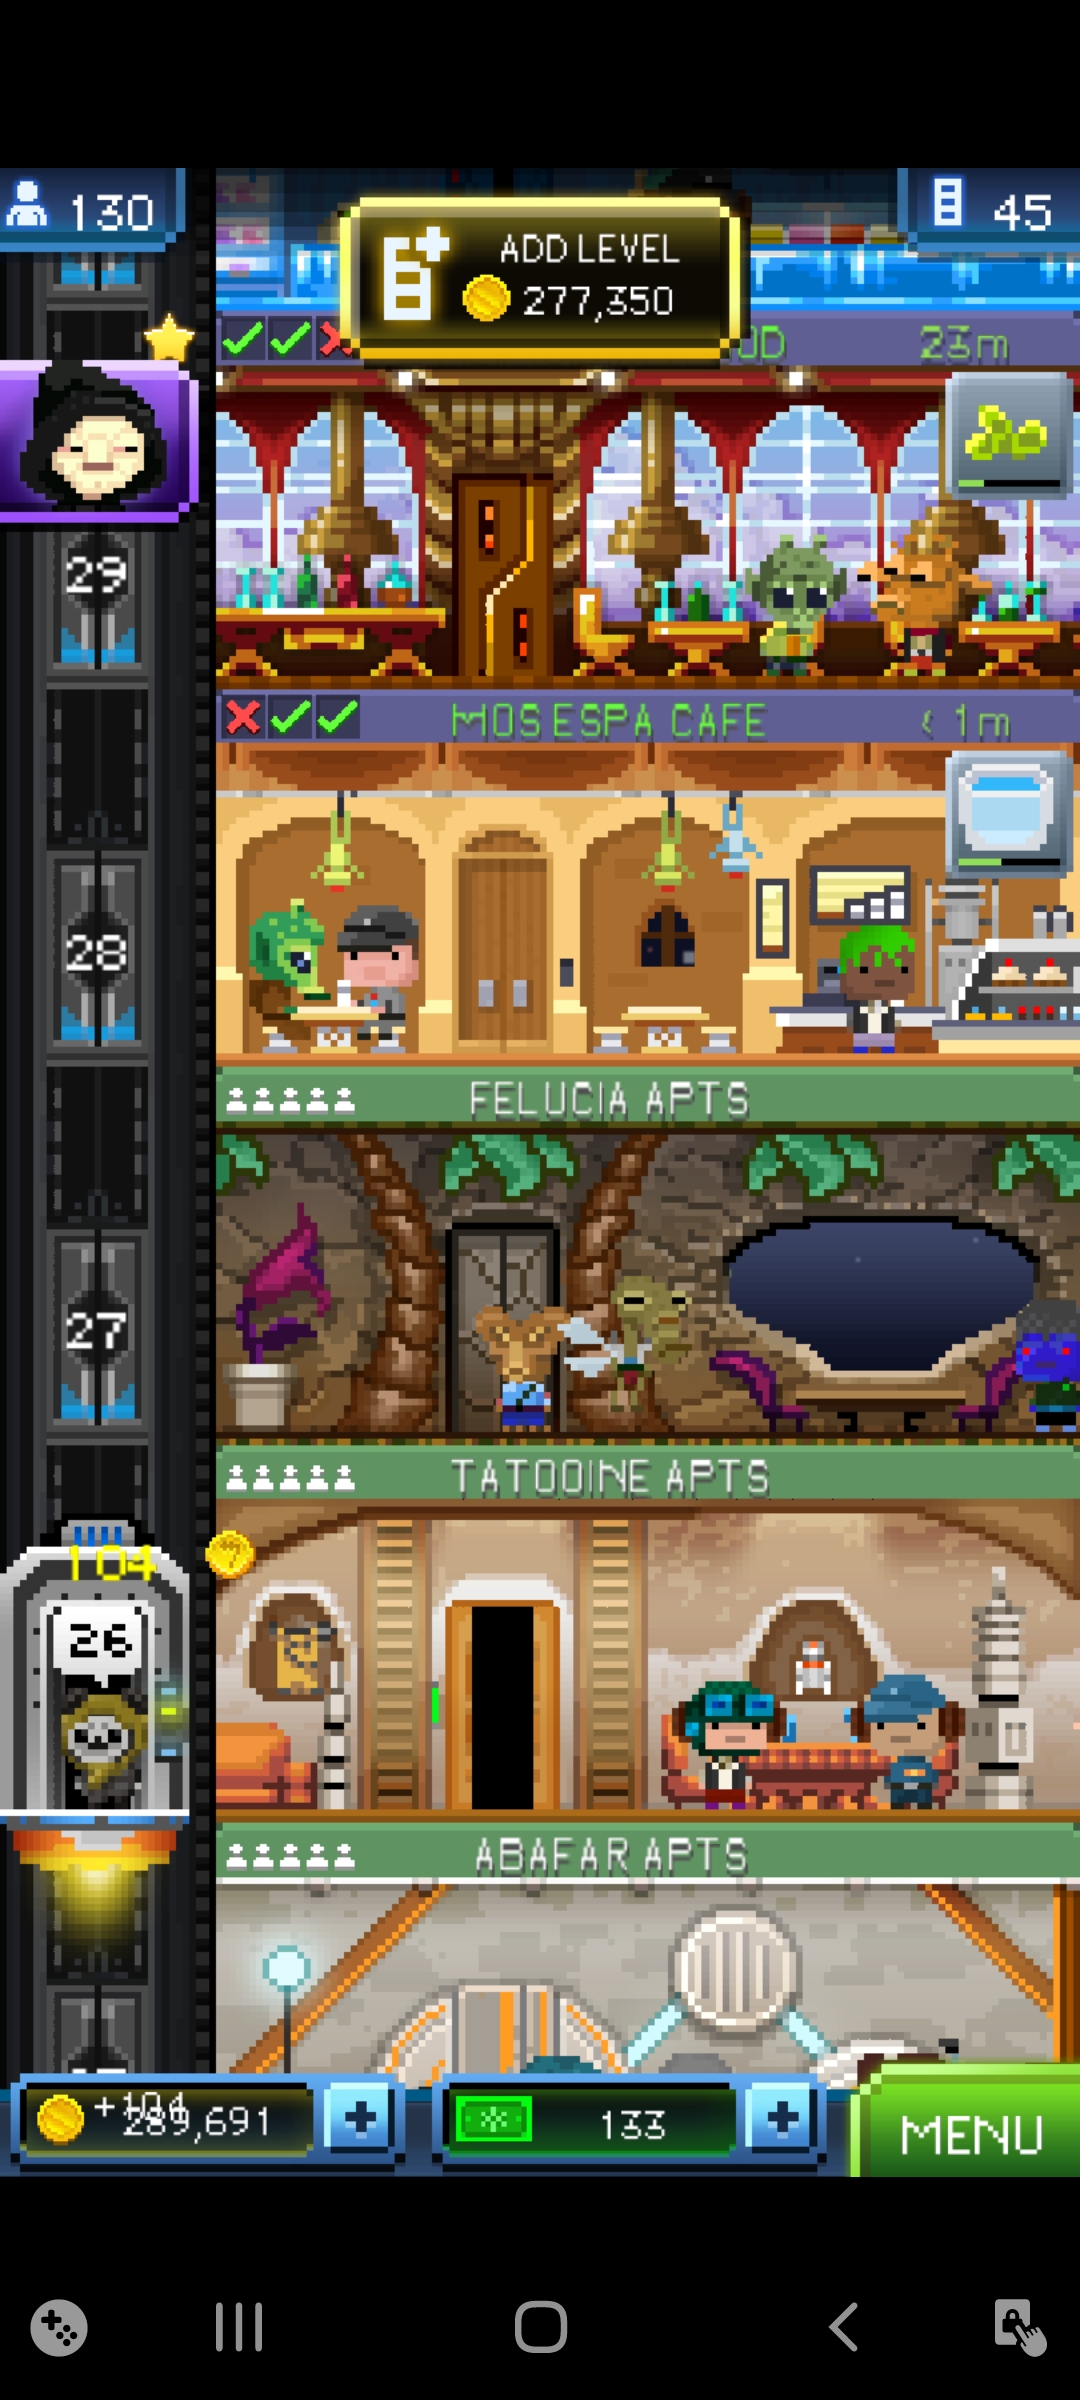 130
ADD LEVEL
277,350
45
OD
23m
29
MOS ESPA CAFE
< 1m
28
FELUCIA APTS
27
TATOOINE APTS
104
26
ABAFAR APTS
+104
289,691
133
MENU